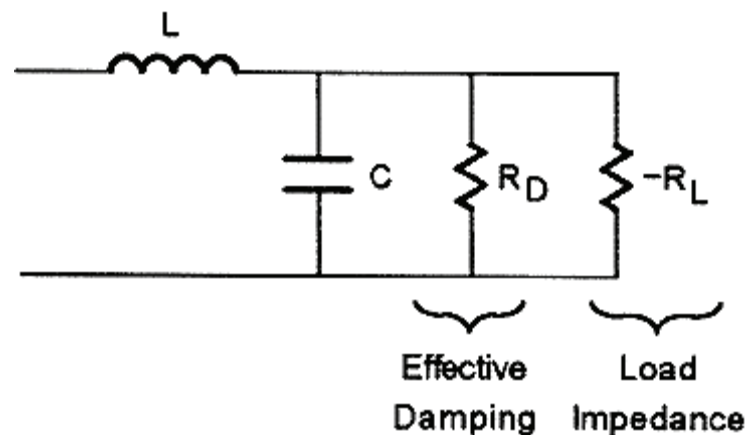 L
C
R_D
–R_L
Effective
Damping
Load
Impedance